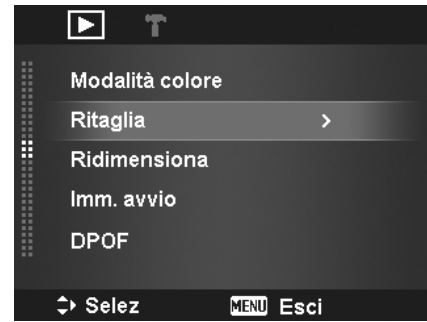 Modalità colore
Ritaglia
Ridimensiona
Imm. avvio
DPOF
Selez MENU Esci